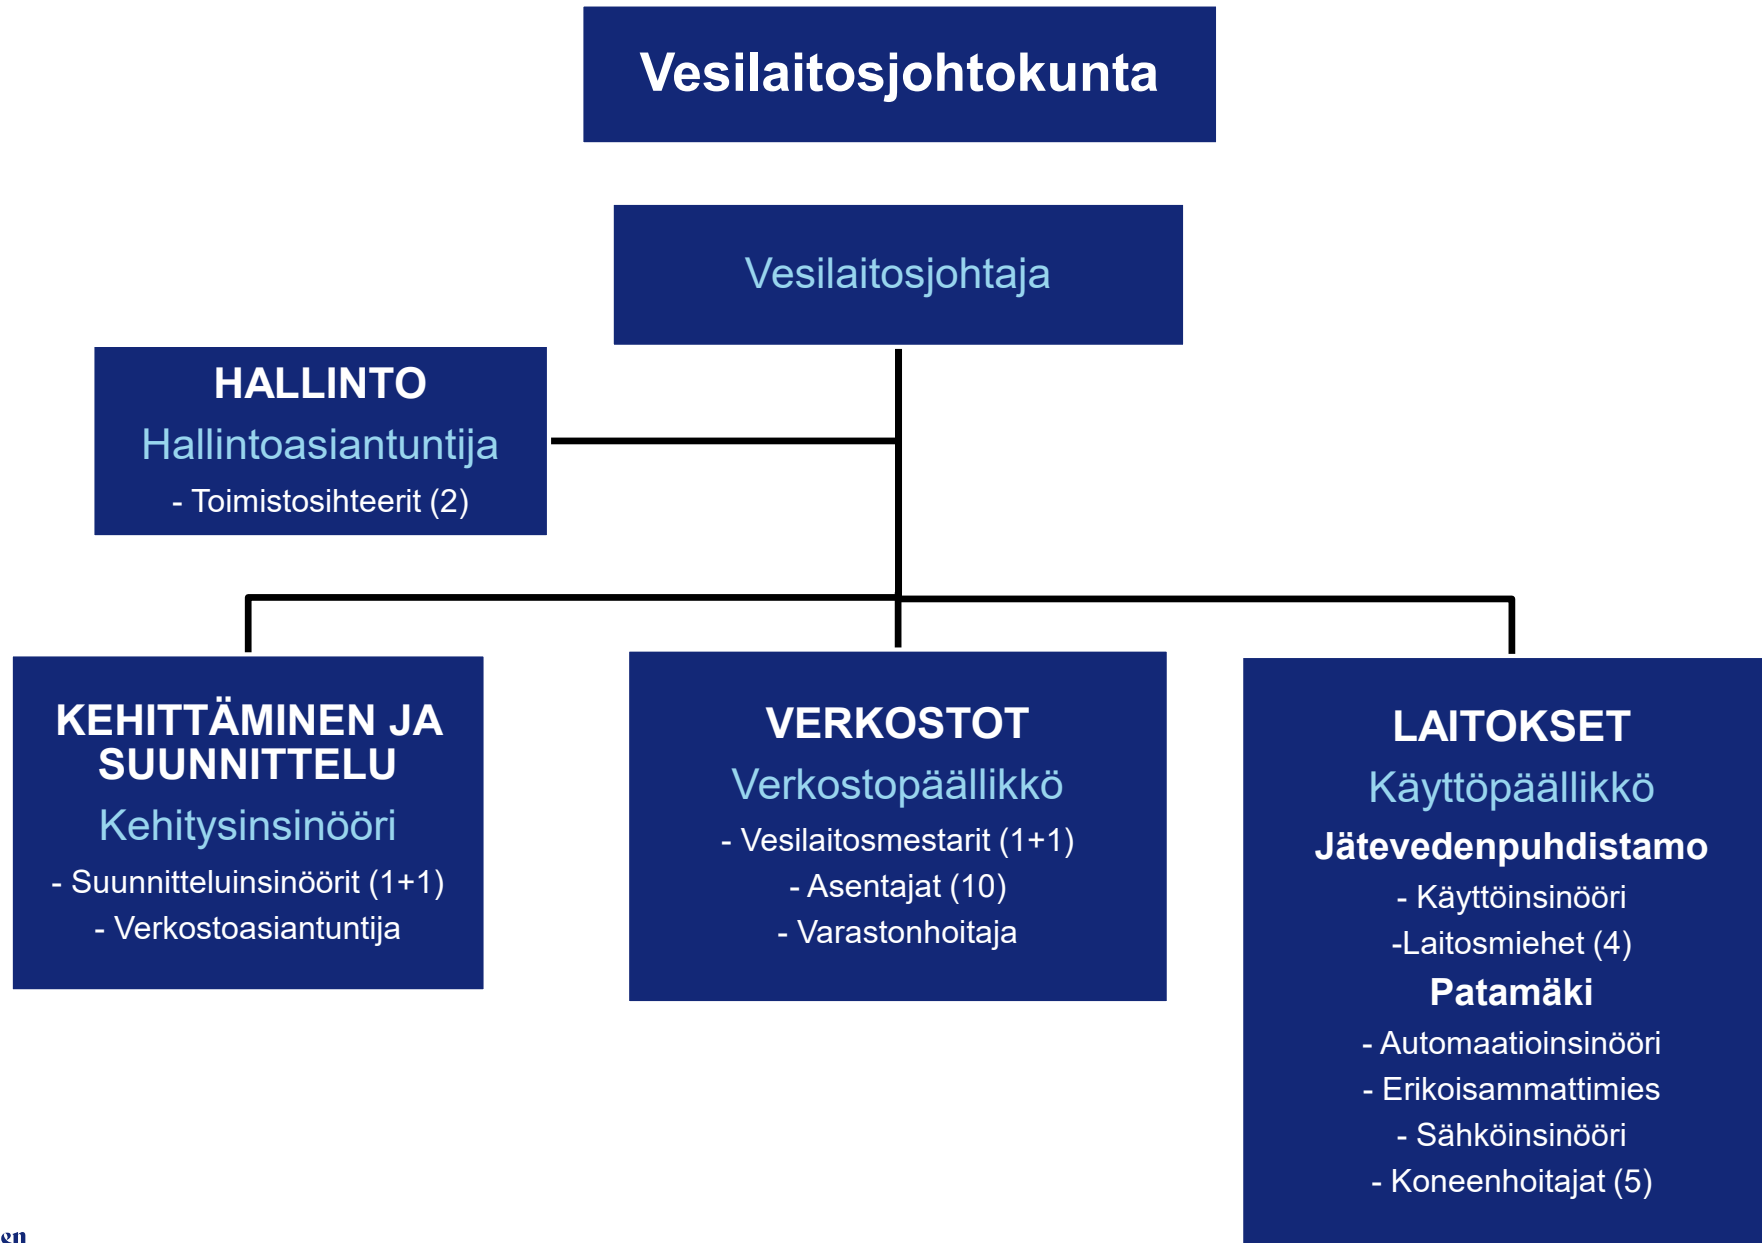 Vesilaitosjohtokunta
Vesilaitosjohtaja
HALLINTO
Hallintoasiantuntija
- Toimistosihteerit (2)
KEHITTÄMINEN JA
SUUNNITTELU
Kehitysinsinööri
- Suunnitteluinsinöörit (1+1)
- Verkostoasiantuntija
VERKOSTOT
Verkostopäällikkö
- Vesilaitosmestarit (1+1)
- Asentajat (10)
- Varastonhoitaja
LAITOKSET
Käyttöpäällikkö
Jätevedenpuhdistamo
- Käyttöinsinööri
-Laitosmiehet (4)
Patamäki
- Automaatioinsinööri
- Erikoisammattimies
- Sähköinsinööri
- Koneenhoitajat (5)